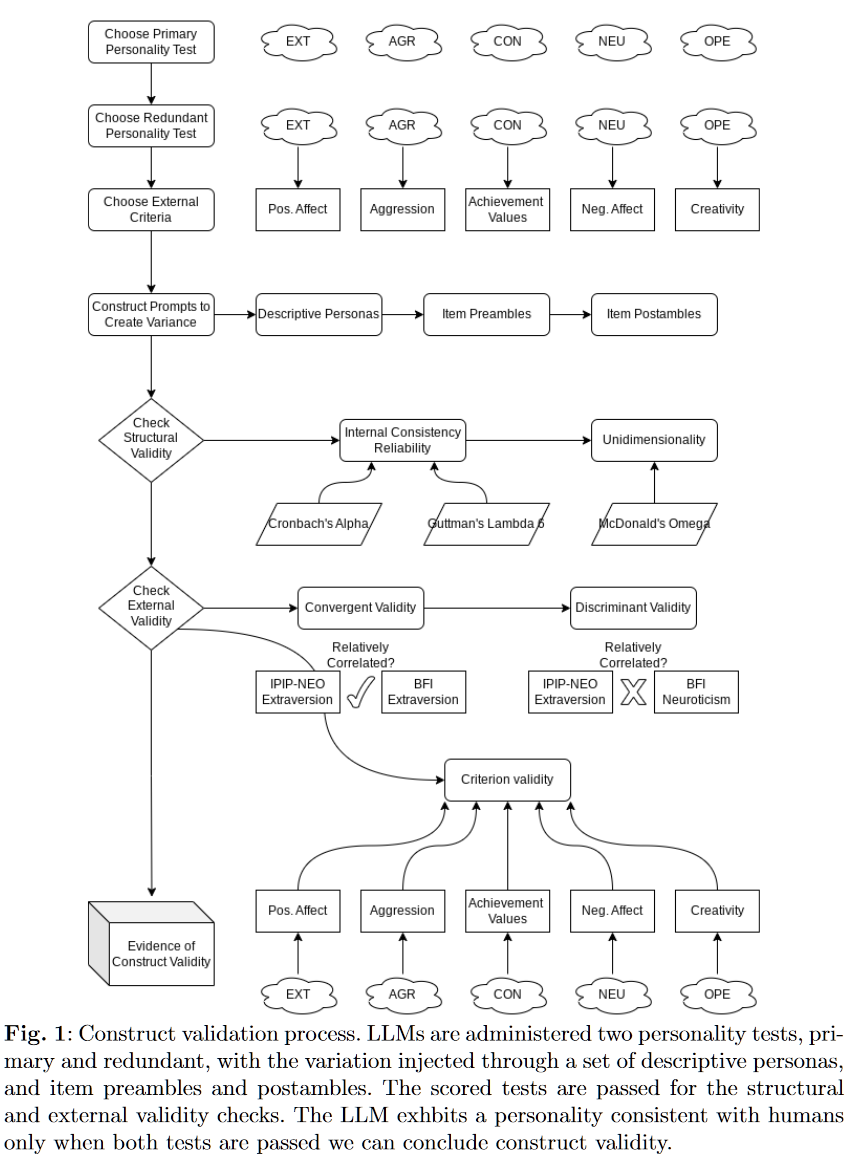 Choose Primary
Personality Test
EXT
AGR
CON
NEU
OPE
Choose Redundant
Personality Test
EXT
AGR
CON
NEU
OPE
Choose External
Criteria
Pos. Affect
Aggression
Achievement
Values
Neg. Affect
Creativity
Construct Prompts to
Create Variance
Descriptive Personas
Item Preambles
Item Postambles
Check
Structural
Validity
Internal Consistency
Reliability
Unidimensionality
Cronbach's Alpha
Guttman's Lambda 6
McDonald's Omega
Check
External
Validity
Convergent Validity
Discriminant Validity
Relatively
Correlated?
IPIP-NEO
Extraversion
BFI
Extraversion
Relatively
Correlated?
IPIP-NEO
Extraversion
BFI
Neuroticism
Criterion validity
Pos. Affect
Aggression
Achievement
Values
Neg. Affect
Creativity
Evidence of
Construct Validity
EXT
AGR
CON
NEU
OPE
Fig. 1: Construct validation process. LLMs are administered two personality tests, pri-
mary and redundant, with the variation injected through a set of descriptive personas,
and item preambles and postambles. The scored tests are passed for the structural
and external validity checks. The LLM exhbits a personality consistent with humans
only when both tests are passed we can conclude construct validity.